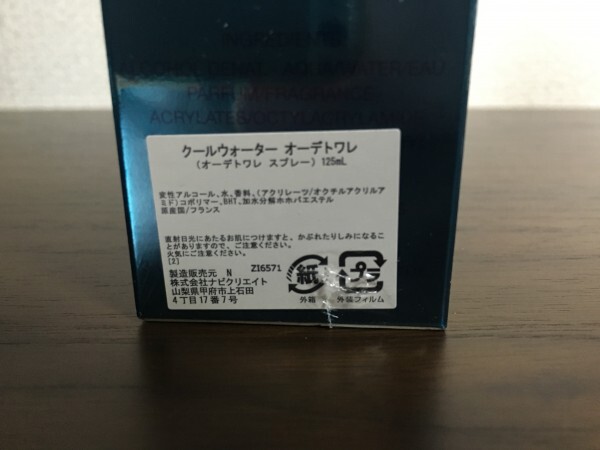 INGREDIENTS
PARFUM/FRAGRANCE
クールウォーター オーデトワレ
(オーデトワレ スプレー) 125mL
変性アルコール、水、香料、(アクリレーツ/オクチルアクリルア
ミド)コポリマー、BHT、加水分解ホホバエステル
原産国/フランス
直射日光にあたるお肌につけますと、かぶれたりしみになるこ
とがありますので、ご注意ください。
火気にご注意ください。
[2]
製造販売元 N Z16571
株式会社ナビクリエイト
山梨県甲府市上石田
4丁目17番7号
紙 プラ
外箱 外装フィルム